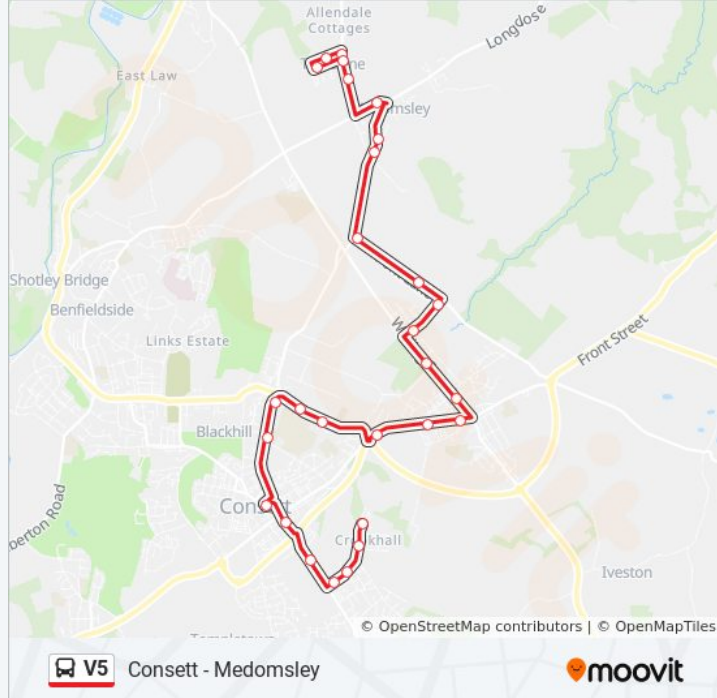 Allendale
Cottages
Longclose
East Law
Shotley Bridge
Benfieldside
Links Estate
Front Street
Blackhill
Iveston
© OpenStreetMap contributors | © OpenMapTiles
V5 Consett - Medomsley
moovit